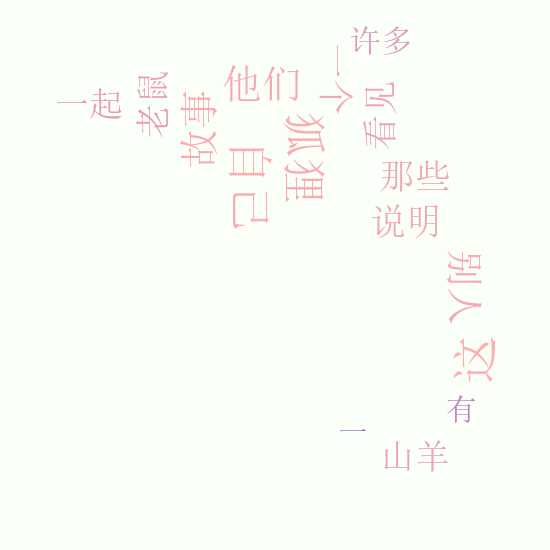 许多
一个
看见
他们
老鼠
一起
故事
狐狸
自己
那些
说明
别人
这
有
一
山羊